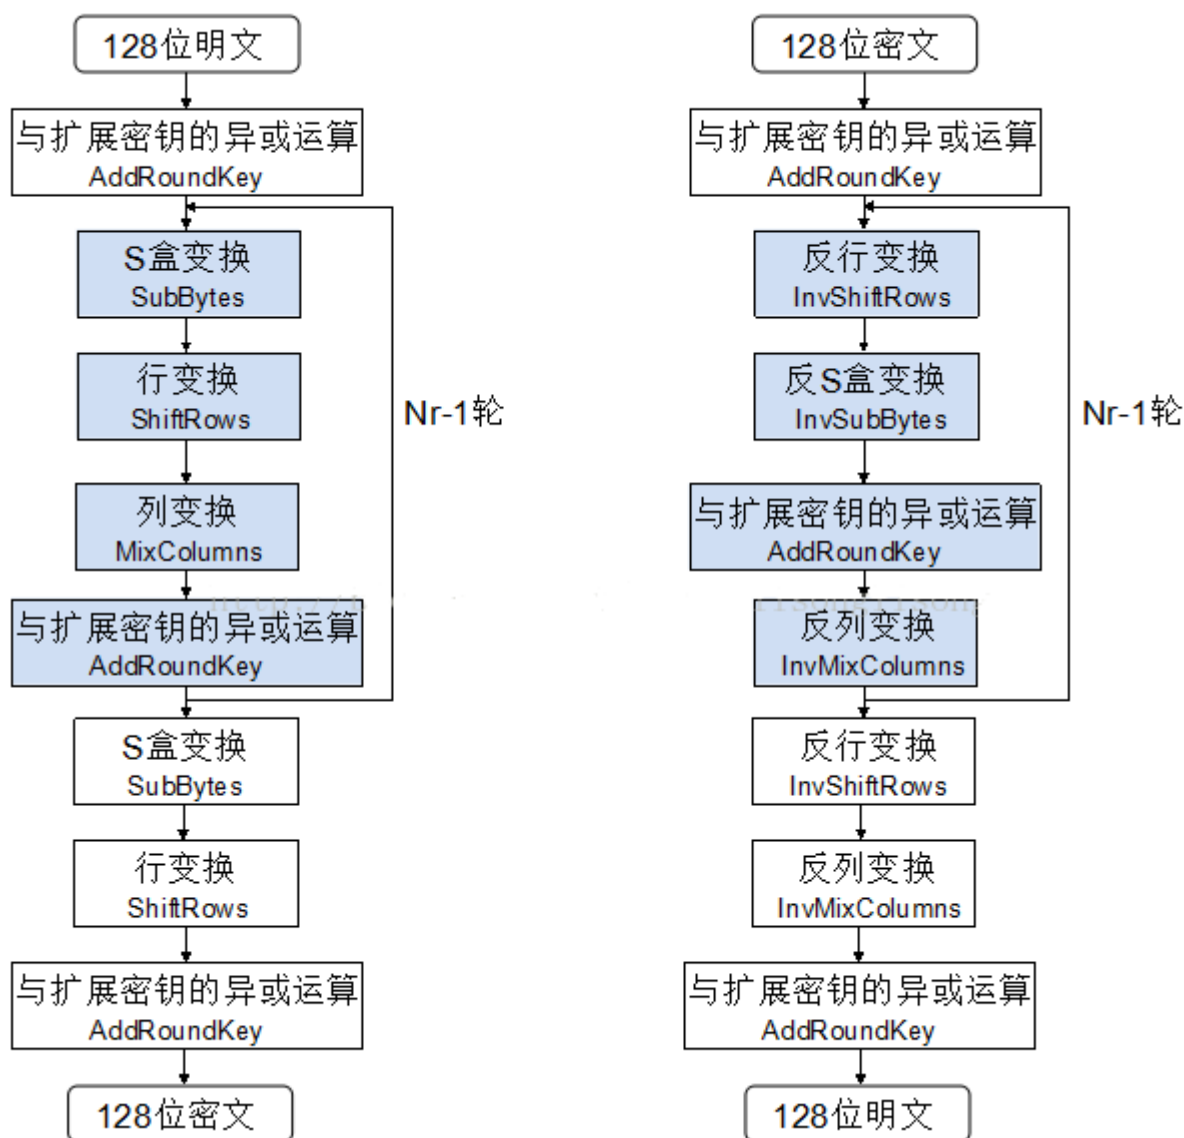 128位明文
与扩展密钥的异或运算
AddRoundKey
S盒变换
SubBytes
行变换
ShiftRows
列变换
MixColumns
与扩展密钥的异或运算
AddRoundKey
Nr-1轮
S盒变换
SubBytes
行变换
ShiftRows
与扩展密钥的异或运算
AddRoundKey
128位密文
128位密文
与扩展密钥的异或运算
AddRoundKey
反行变换
InvShiftRows
反S盒变换
InvSubBytes
与扩展密钥的异或运算
AddRoundKey
反列变换
InvMixColumns
Nr-1轮
反行变换
InvShiftRows
反列变换
InvMixColumns
与扩展密钥的异或运算
AddRoundKey
128位明文